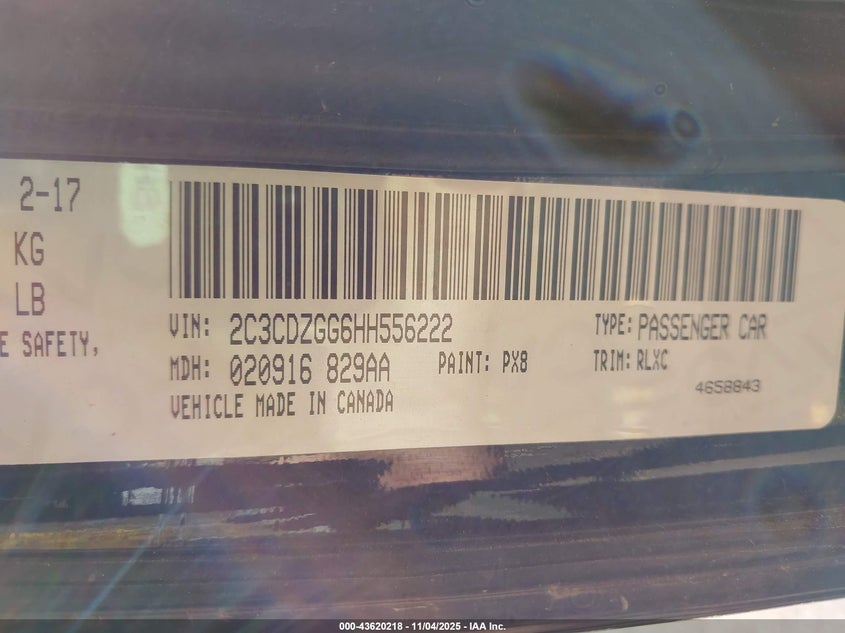 2-17
KG
LB
E SAFETY,
VIN: 2C3CDZGG6HH556222
TYPE: PASSENGER CAR
MDH: 020916 829AA
PAINT: PX8
TRIM: RLXC
VEHICLE MADE IN CANADA
4658843
000-43620218 - 11/04/2025 - IAA Inc.